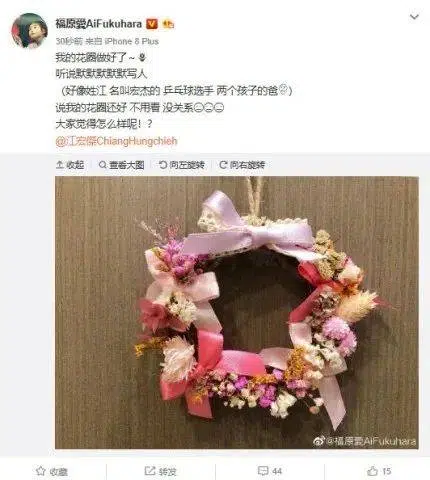 福原愛AiFukuhara
30秒前 来自 iPhone 8 Plus
我的花圈做好了~
听说默默默默默写人
（好像姓江 名叫宏杰的 乒乓球选手 两个孩子的爸）
说我的花圈还好 不用看 没关系
大家觉得怎么样呢！？
@江宏傑ChiangHungchieh
收起 查看大图 向左旋转 向右旋转
@福原愛AiFukuhara
收藏 转发 44 15